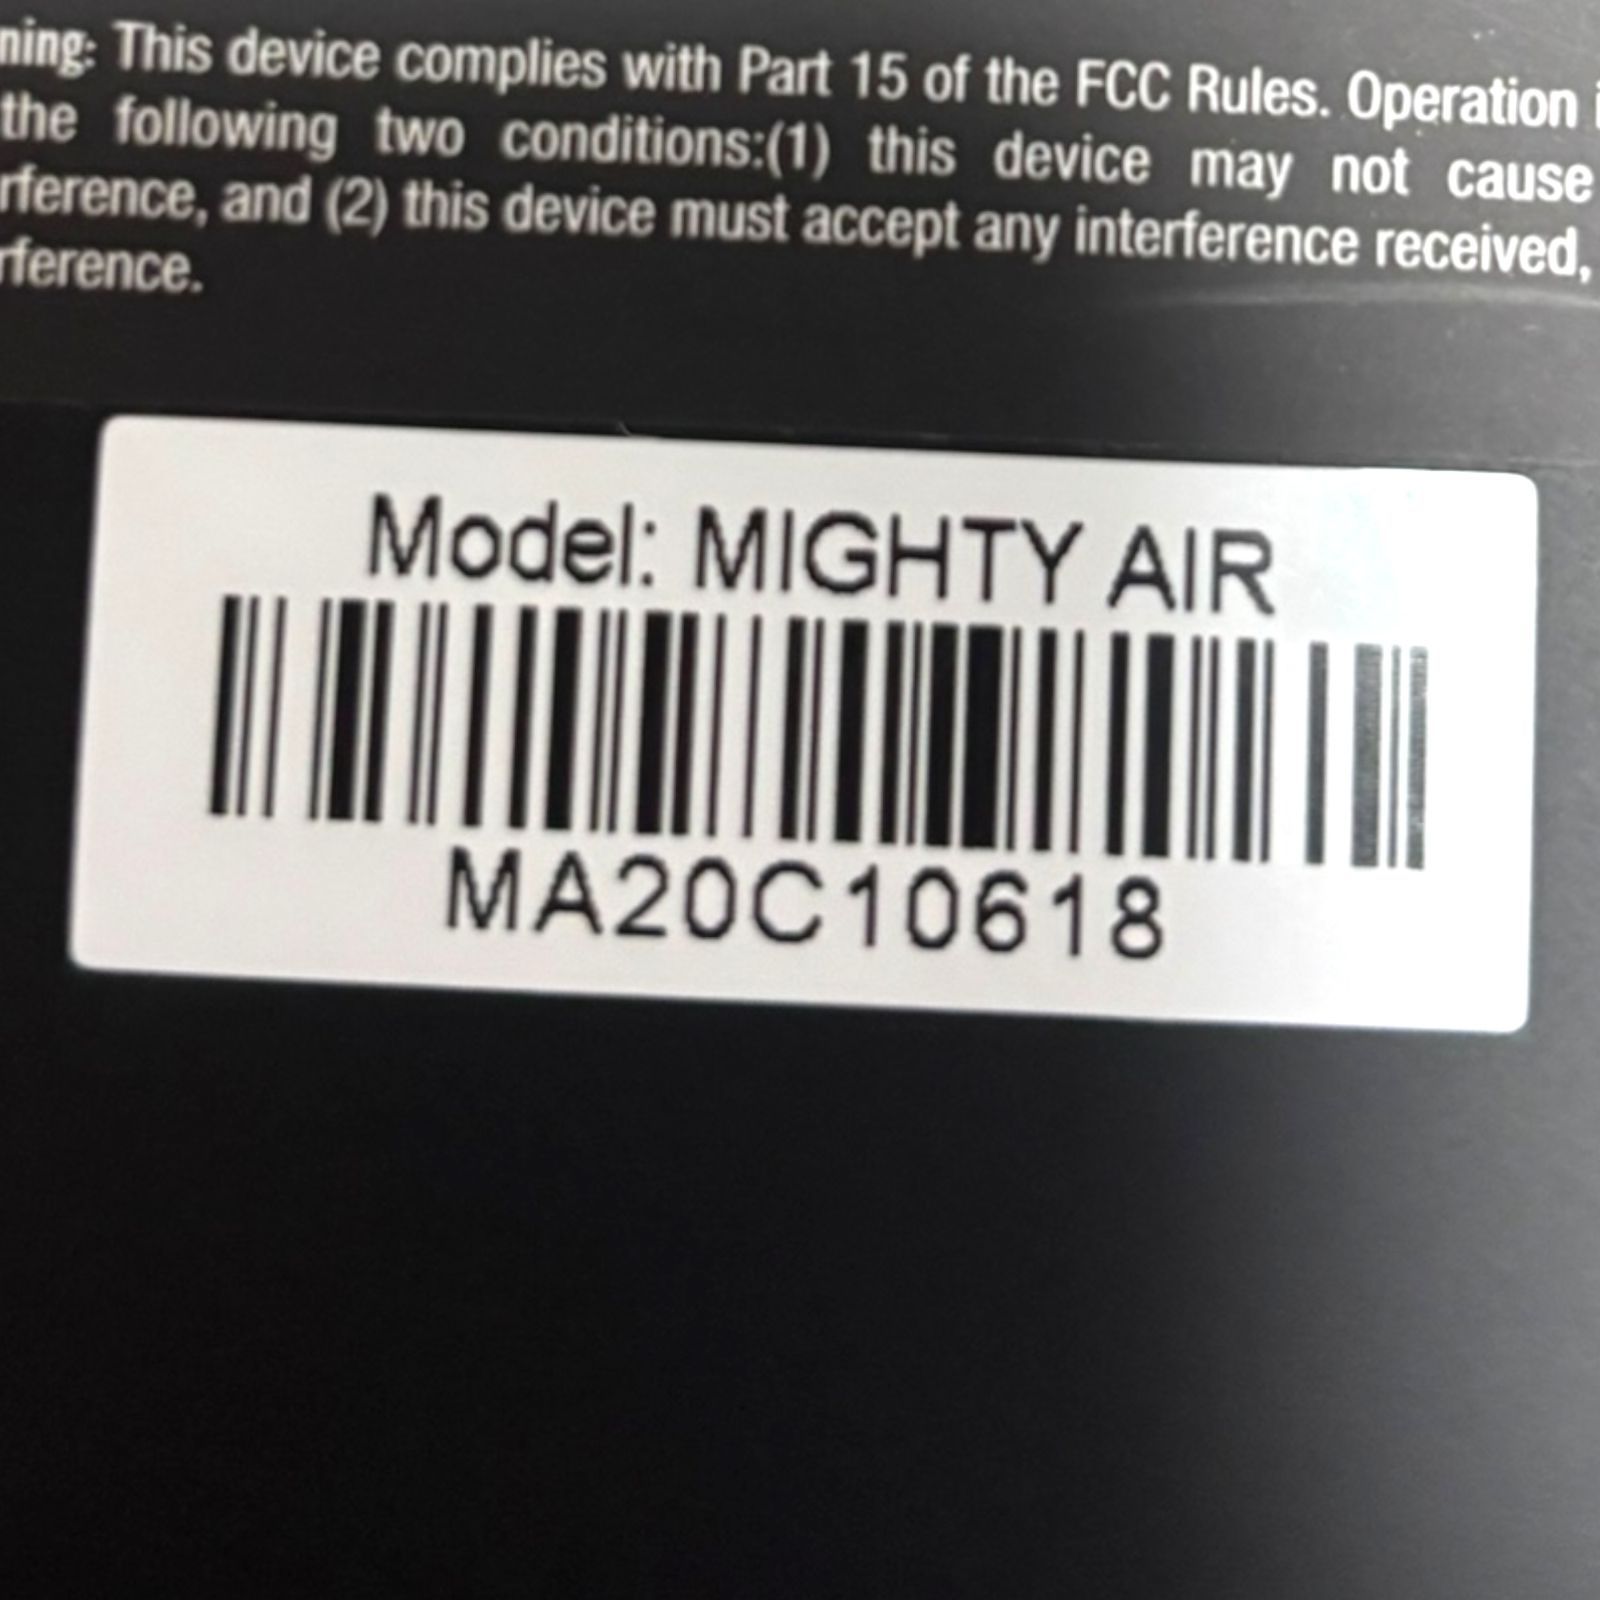 ning: This device complies with Part 15 of the FCC Rules. Operation i
the following two conditions:(1) this device may not cause
rference, and (2) this device must accept any interference received,
rference.
Model: MIGHTY AIR
MA20C10618